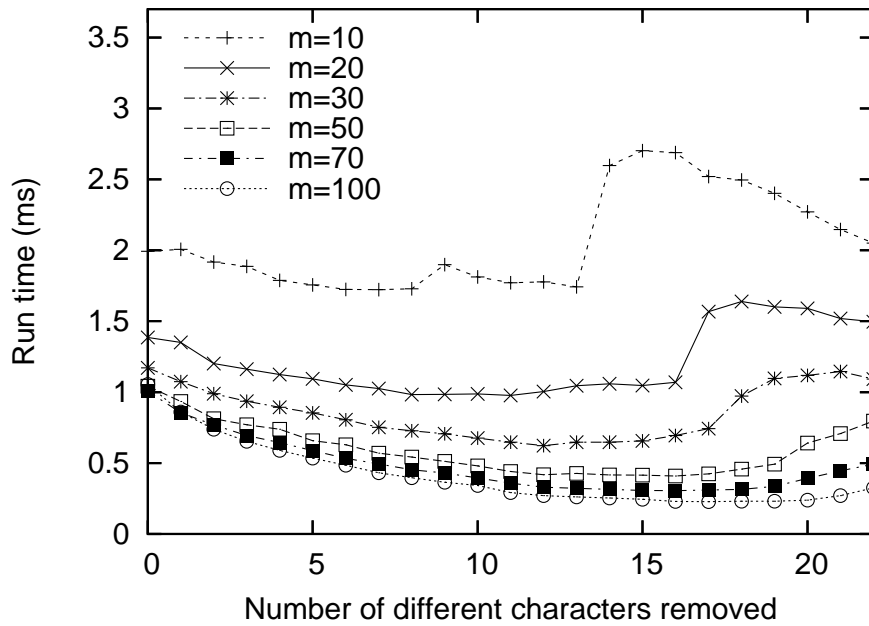 3.5
3
2.5
2
1.5
1
0.5
0
Run time (ms)
m=10
m=20
m=30
m=50
m=70
m=100
0 5 10 15 20
Number of different characters removed